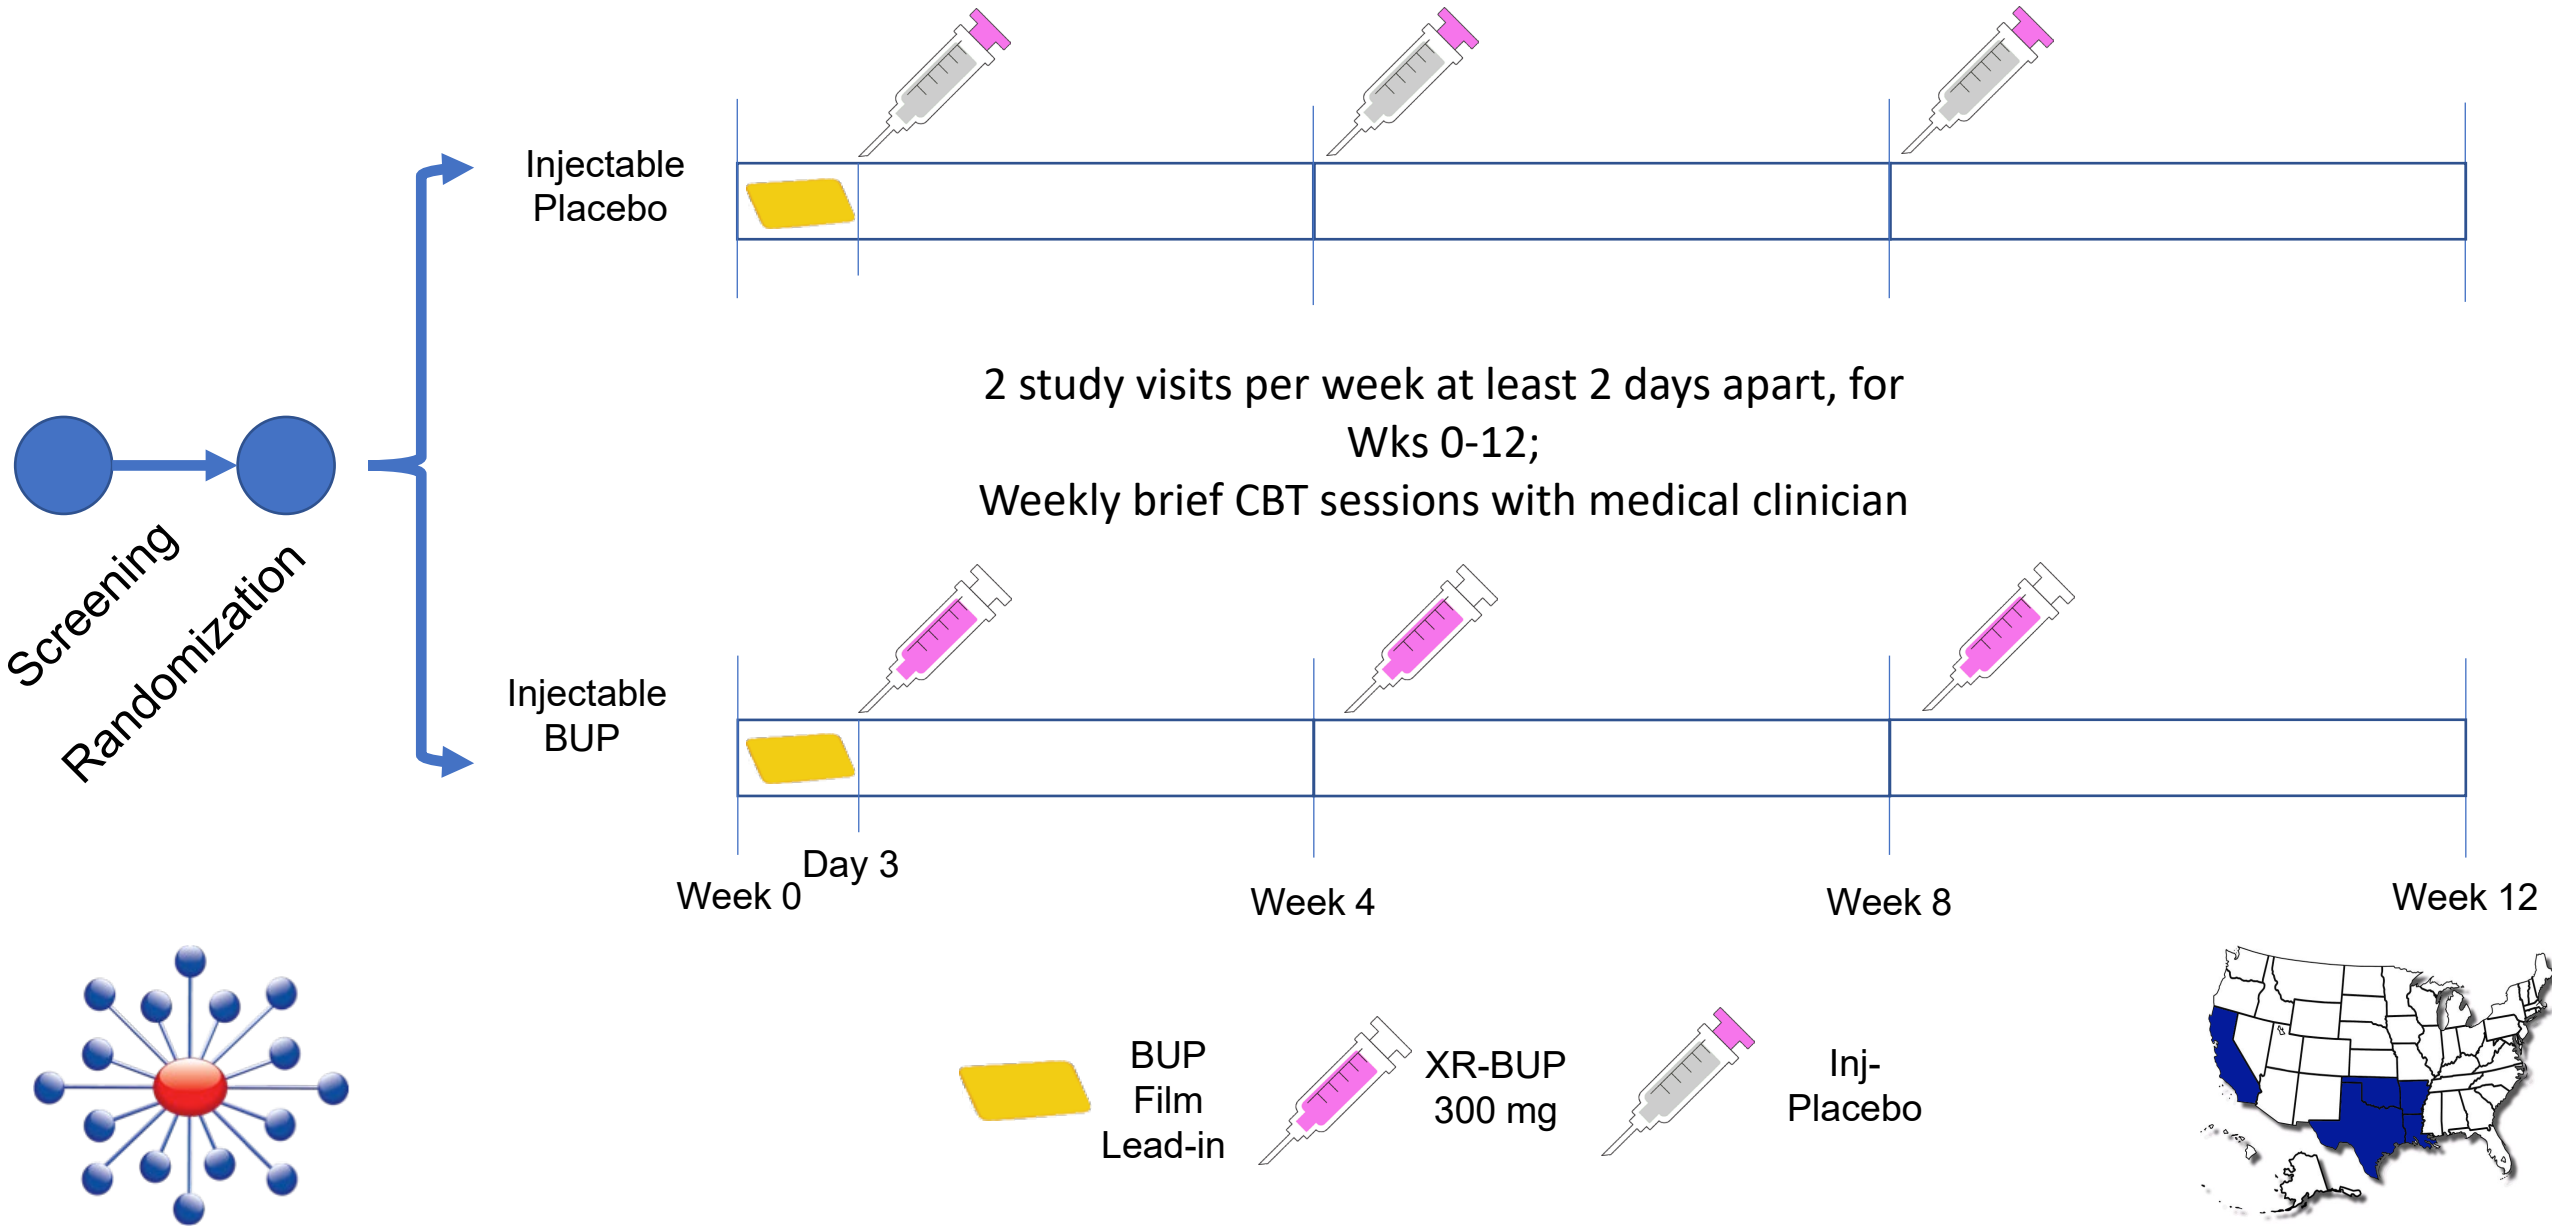 Injectable
Placebo
2 study visits per week at least 2 days apart, for
Wks 0-12;
Weekly brief CBT sessions with medical clinician
Screening
Randomization
Injectable
BUP
Day 3
Week 0
Week 4
Week 8
Week 12
BUP
Film
Lead-in
XR-BUP
300 mg
Inj-
Placebo